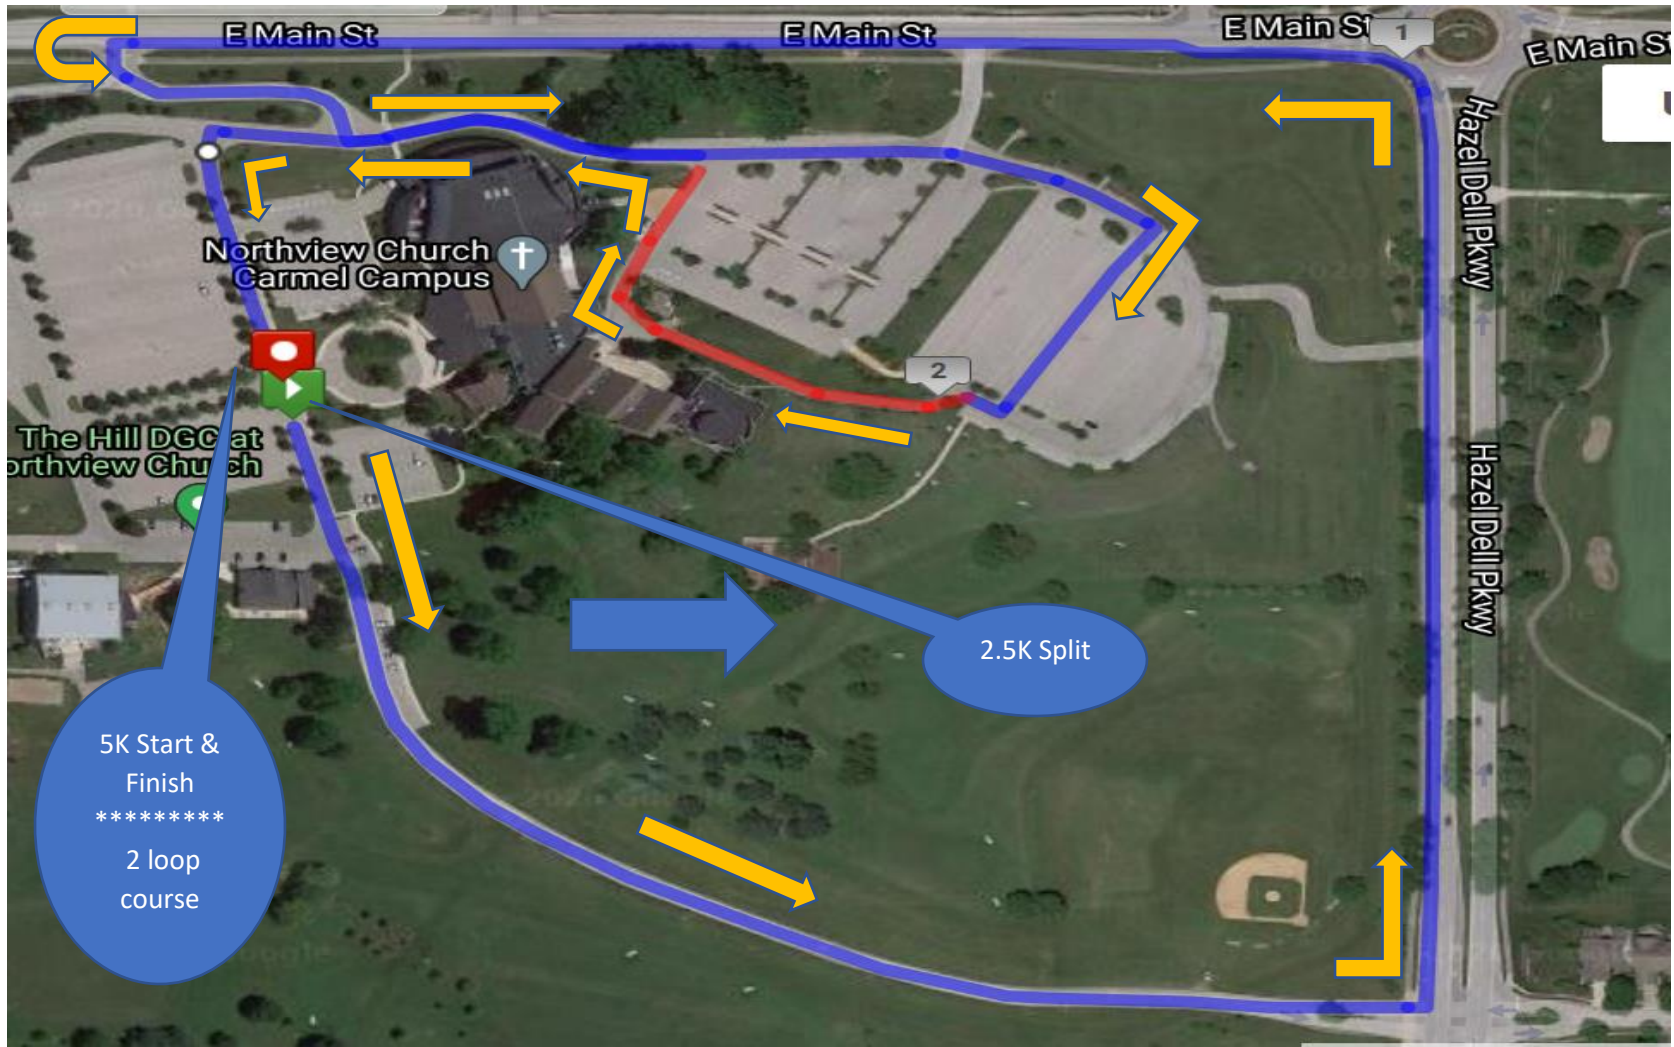 E Main St
E Main St
E Main St
1
E Main St
Hazel Dell Pkwy
Northview Church
Carmel Campus
2
The Hill DGC at
orthview Church
Hazel Dell Pkwy
2.5K Split
5K Start &
Finish
*********
2 loop
course